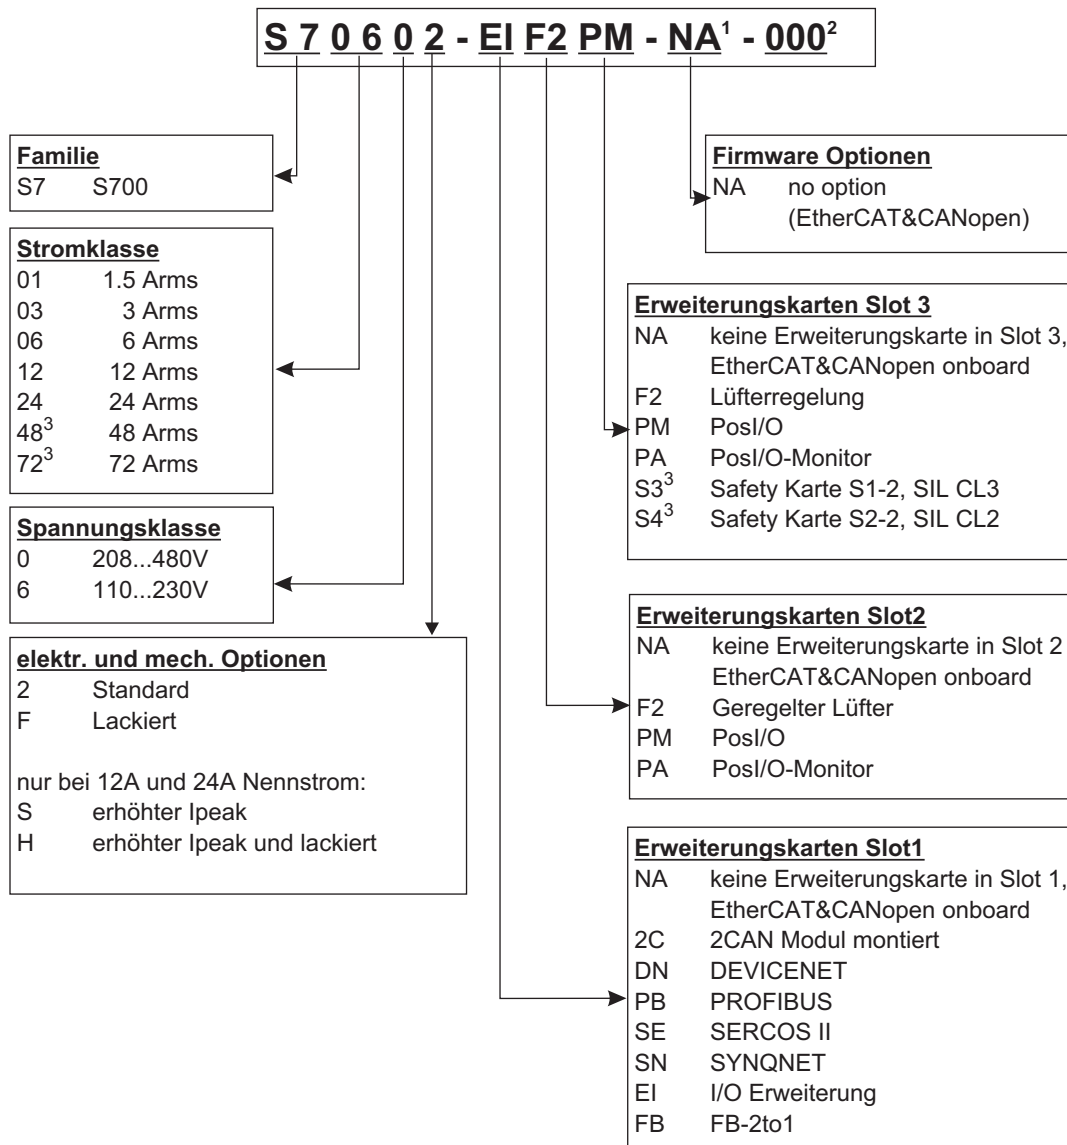 S 7 0 6 0 2 - EI F2 PM - NA¹ - 000²
Familie
S7 S700
Stromklasse
01 1.5 Arms
03 3 Arms
06 6 Arms
12 12 Arms
24 24 Arms
48³ 48 Arms
72³ 72 Arms
Spannungsklasse
0 208...480V
6 110...230V
elektr. und mech. Optionen
2 Standard
F Lackiert
nur bei 12A und 24A Nennstrom:
S erhöhter Ipeak
H erhöhter Ipeak und lackiert
Firmware Optionen
NA no option
(EtherCAT&CANopen)
Erweiterungskarten Slot 3
NA keine Erweiterungskarte in Slot 3,
EtherCAT&CANopen onboard
F2 Lüfterregelung
PM PosI/O
PA PosI/O-Monitor
S3³ Safety Karte S1-2, SIL CL3
S4³ Safety Karte S2-2, SIL CL2
Erweiterungskarten Slot2
NA keine Erweiterungskarte in Slot 2
EtherCAT&CANopen onboard
F2 Geregelter Lüfter
PM PosI/O
PA PosI/O-Monitor
Erweiterungskarten Slot1
NA keine Erweiterungskarte in Slot 1,
EtherCAT&CANopen onboard
2C 2CAN Modul montiert
DN DEVICENET
PB PROFIBUS
SE SERCOS II
SN SYNQNET
EI I/O Erweiterung
FB FB-2to1